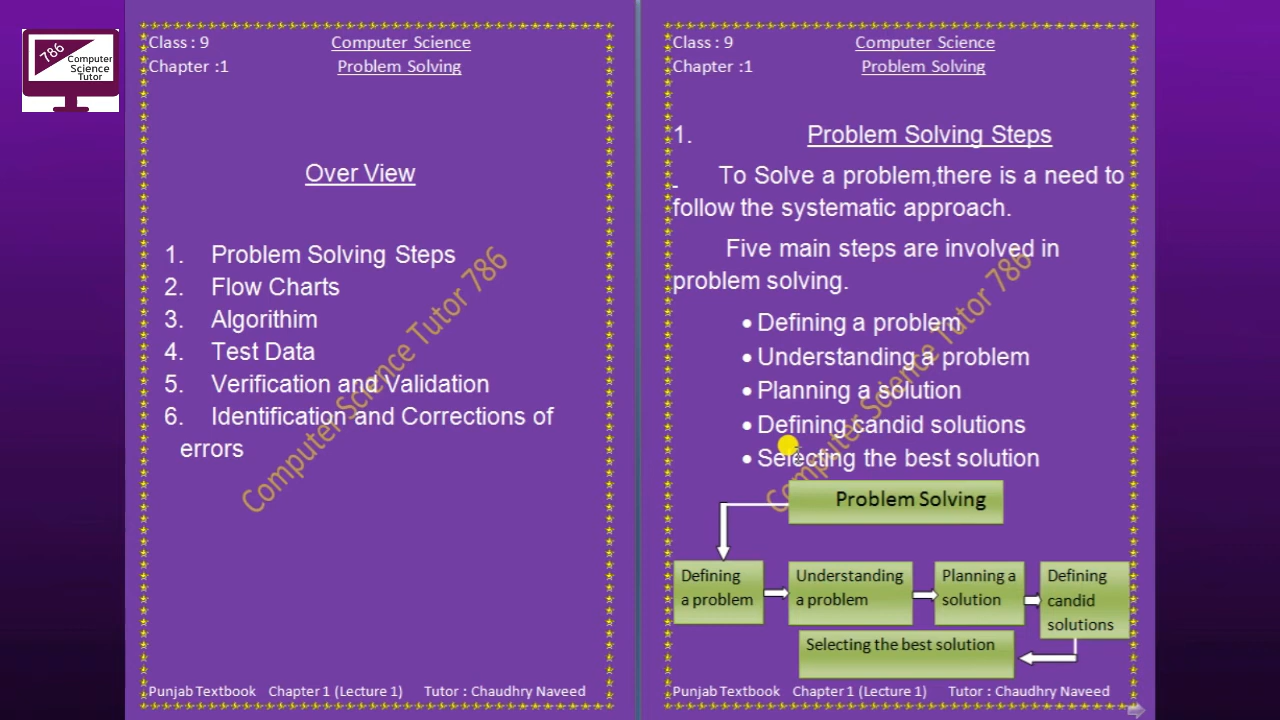 786
Computer
Science
Tutor
Class : 9 Computer Science
Chapter :1 Problem Solving
Over View
1. Problem Solving Steps
2. Flow Charts
3. Algorithim
4. Test Data
5. Verification and Validation
6. Identification and Corrections of
errors
Computer Science Tutor 786
Punjab Textbook Chapter 1 (Lecture 1) Tutor : Chaudhry Naveed
Class : 9 Computer Science
Chapter :1 Problem Solving
1. Problem Solving Steps
To Solve a problem,there is a need to
follow the systematic approach.
Five main steps are involved in
problem solving.
• Defining a problem
• Understanding a problem
• Planning a solution
• Defining candid solutions
• Selecting the best solution
Computer Science Tutor 786
Problem Solving
Defining
a problem
Understanding
a problem
Planning a
solution
Defining
candid
solutions
Selecting the best solution
Punjab Textbook Chapter 1 (Lecture 1) Tutor : Chaudhry Naveed